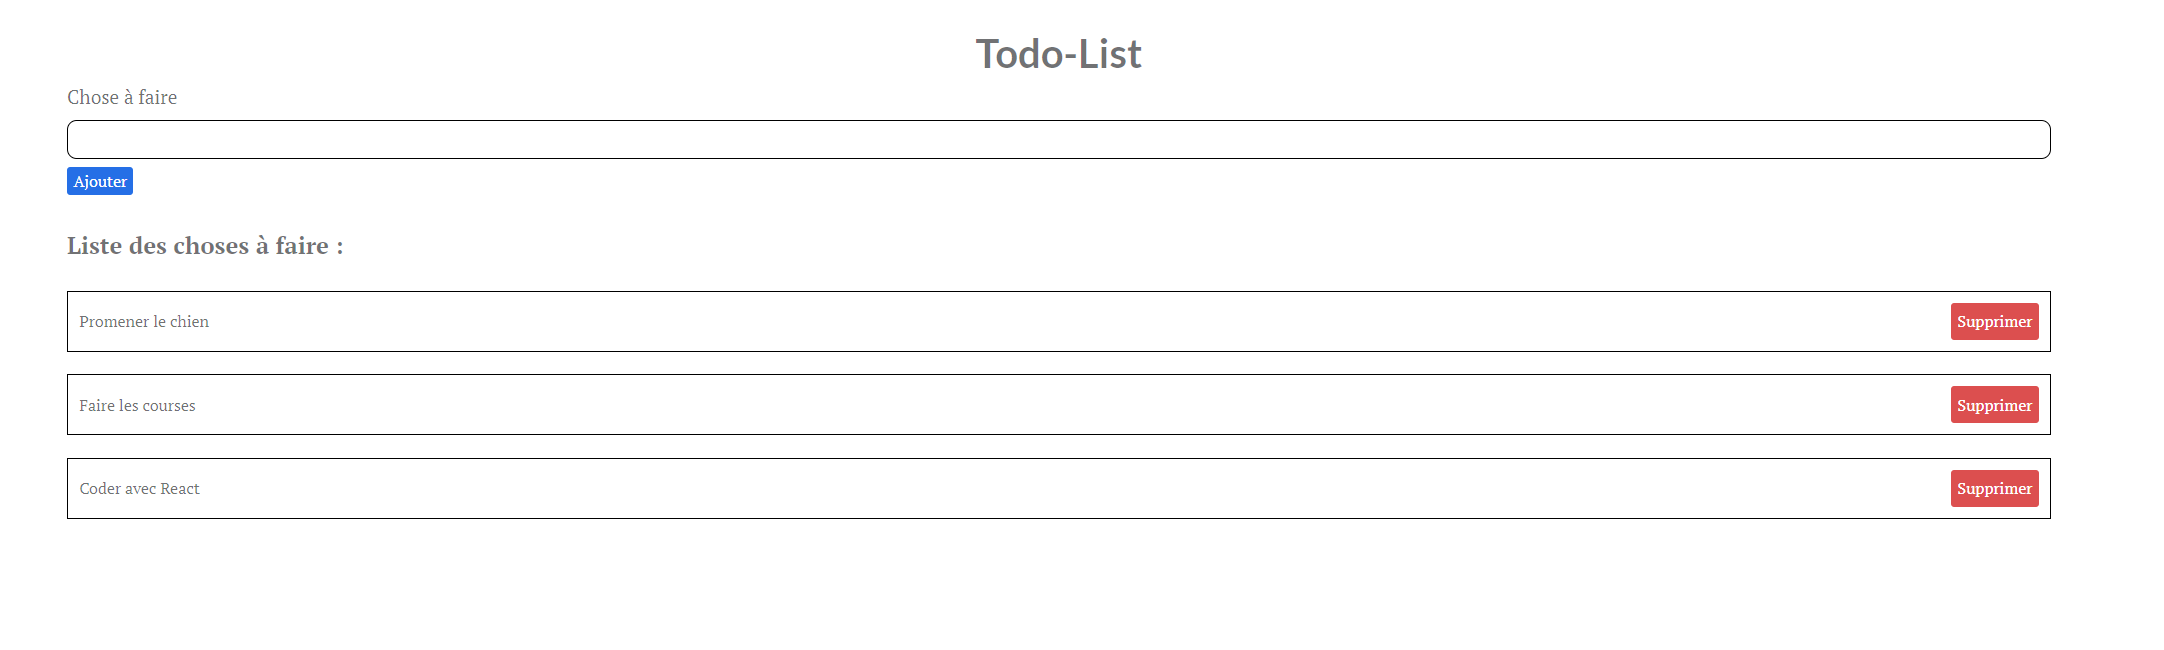 Todo-List
Chose à faire
Ajouter
Liste des choses à faire :
Promener le chien
Supprimer
Faire les courses
Supprimer
Coder avec React
Supprimer